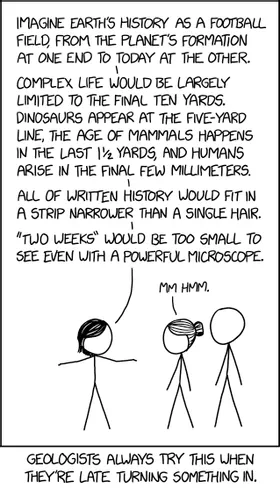 IMAGINE EARTH'S HISTORY AS A FOOTBALL
FIELD, FROM THE PLANET'S FORMATION
AT ONE END TO TODAY AT THE OTHER.
COMPLEX LIFE WOULD BE LARGELY
LIMITED TO THE FINAL TEN YARDS.
DINOSAURS APPEAR AT THE FIVE-YARD
LINE, THE AGE OF MAMMALS HAPPENS
IN THE LAST 1½ YARDS, AND HUMANS
ARISE IN THE FINAL FEW MILLIMETERS.
ALL OF WRITTEN HISTORY WOULD FIT IN
A STRIP NARROWER THAN A SINGLE HAIR.
"TWO WEEKS" WOULD BE TOO SMALL TO
SEE EVEN WITH A POWERFUL MICROSCOPE.
MM HMM.
GEOLOGISTS ALWAYS TRY THIS WHEN
THEY'RE LATE TURNING SOMETHING IN.